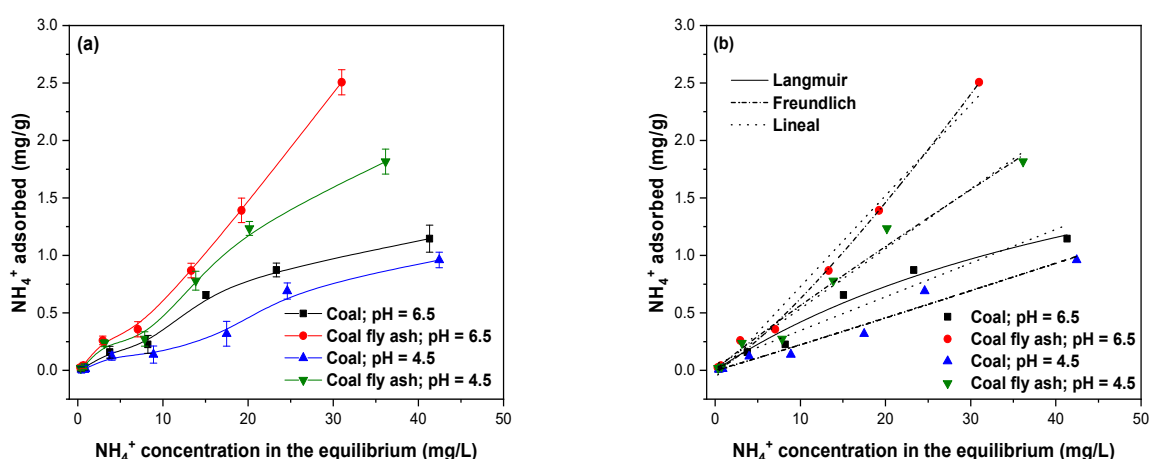 (a)
NH₄⁺ adsorbed (mg/g)
3.0
2.5
2.0
1.5
1.0
0.5
0.0
0 10 20 30 40 50
NH₄⁺ concentration in the equilibrium (mg/L)
Coal; pH = 6.5
Coal fly ash; pH = 6.5
Coal; pH = 4.5
Coal fly ash; pH = 4.5
(b)
NH₄⁺ adsorbed (mg/g)
3.0
2.5
2.0
1.5
1.0
0.5
0.0
0 10 20 30 40 50
NH₄⁺ concentration in the equilibrium (mg/L)
Langmuir
Freundlich
Lineal
Coal; pH = 6.5
Coal fly ash; pH = 6.5
Coal; pH = 4.5
Coal fly ash; pH = 4.5